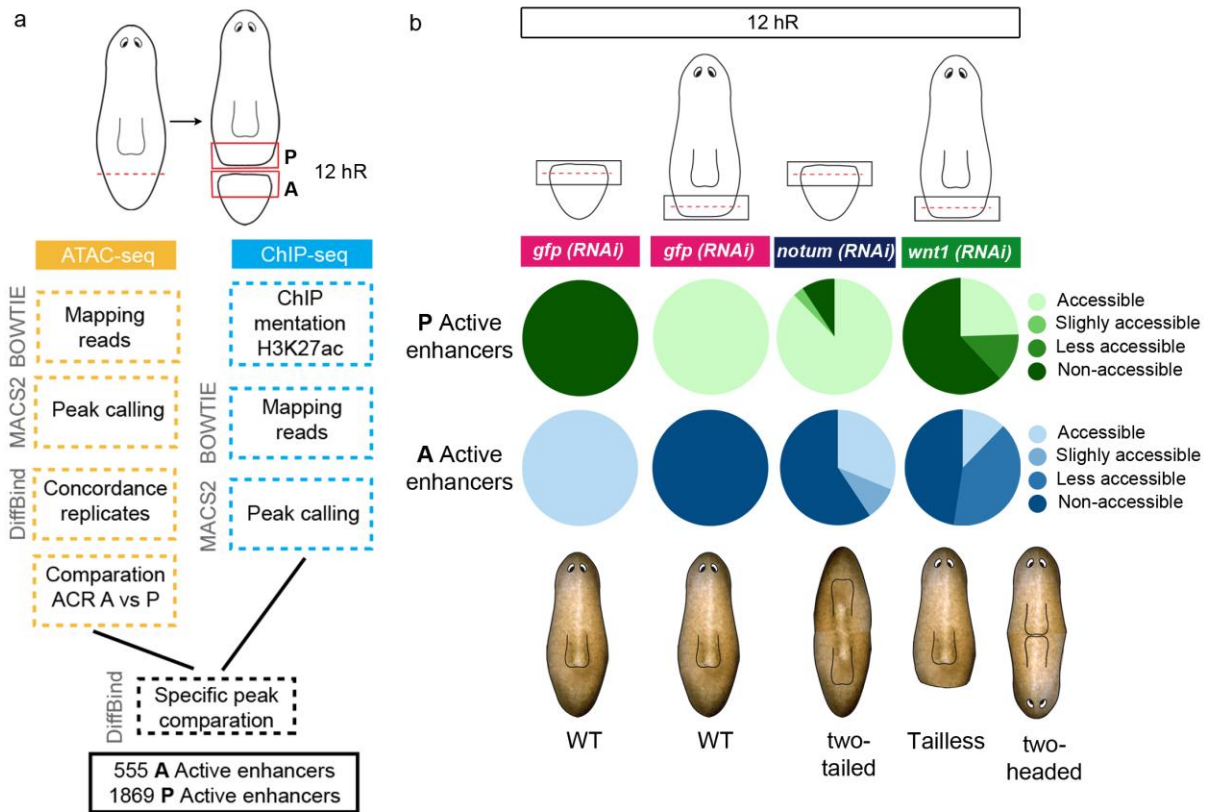 a
P
A
12 hR
ATAC-seq
ChIP-seq
BOWTIE
Mapping
reads
MACS2
Peak calling
DiffBind
Concordance
replicates
Comparation
ACR A vs P
ChIP
mentation
H3K27ac
BOWTIE
Mapping
reads
MACS2
Peak calling
DiffBind
Specific peak
comparation
555 A Active enhancers
1869 P Active enhancers
b
12 hR
gfp (RNAi)
gfp (RNAi)
notum (RNAi)
wnt1 (RNAi)
P Active
enhancers
Accessible
Slighly accessible
Less accessible
Non-accessible
A Active
enhancers
Accessible
Slighly accessible
Less accessible
Non-accessible
WT
WT
two-
tailed
Tailless
two-
headed